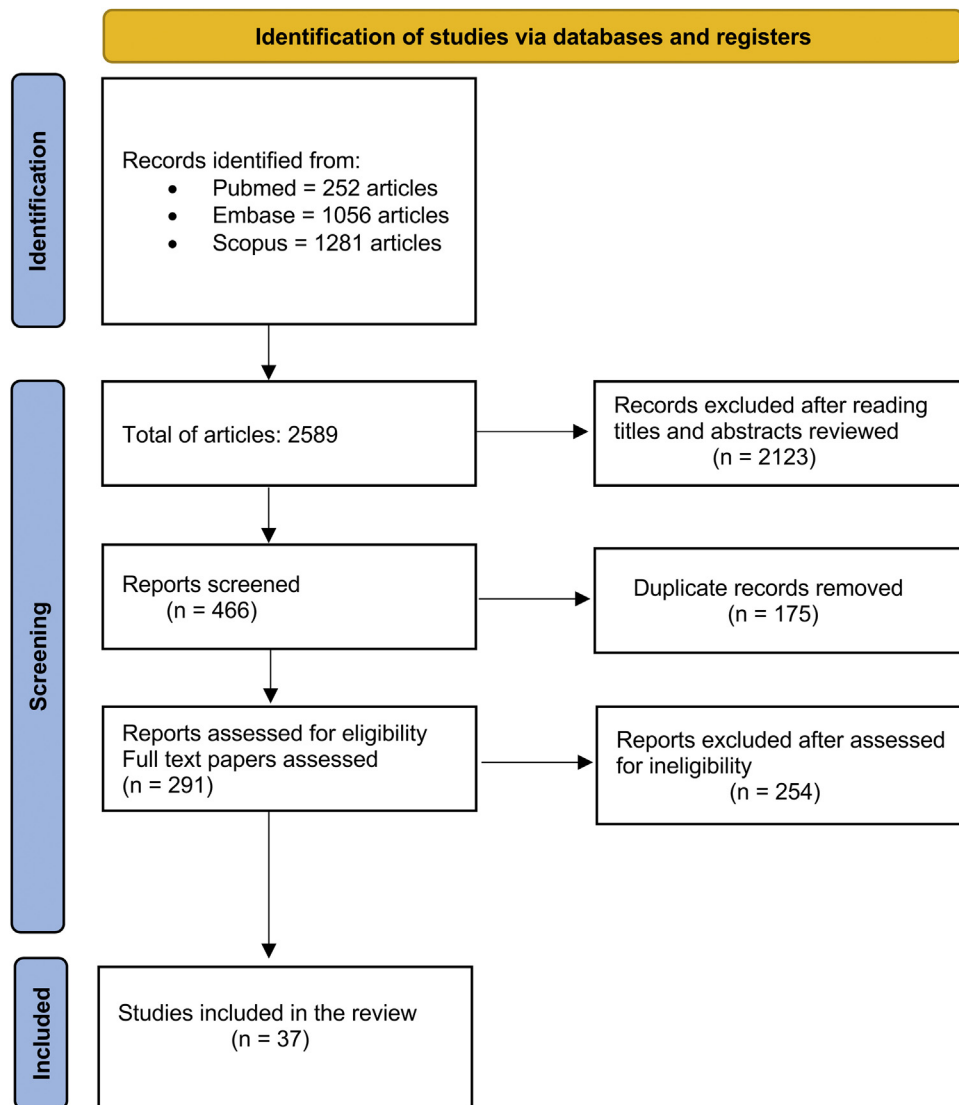 Identification of studies via databases and registers
Identification
Records identified from:
• Pubmed = 252 articles
• Embase = 1056 articles
• Scopus = 1281 articles
Screening
Total of articles: 2589
Records excluded after reading
titles and abstracts reviewed
(n = 2123)
Reports screened
(n = 466)
Duplicate records removed
(n = 175)
Reports assessed for eligibility
Full text papers assessed
(n = 291)
Reports excluded after assessed
for ineligibility
(n = 254)
Included
Studies included in the review
(n = 37)